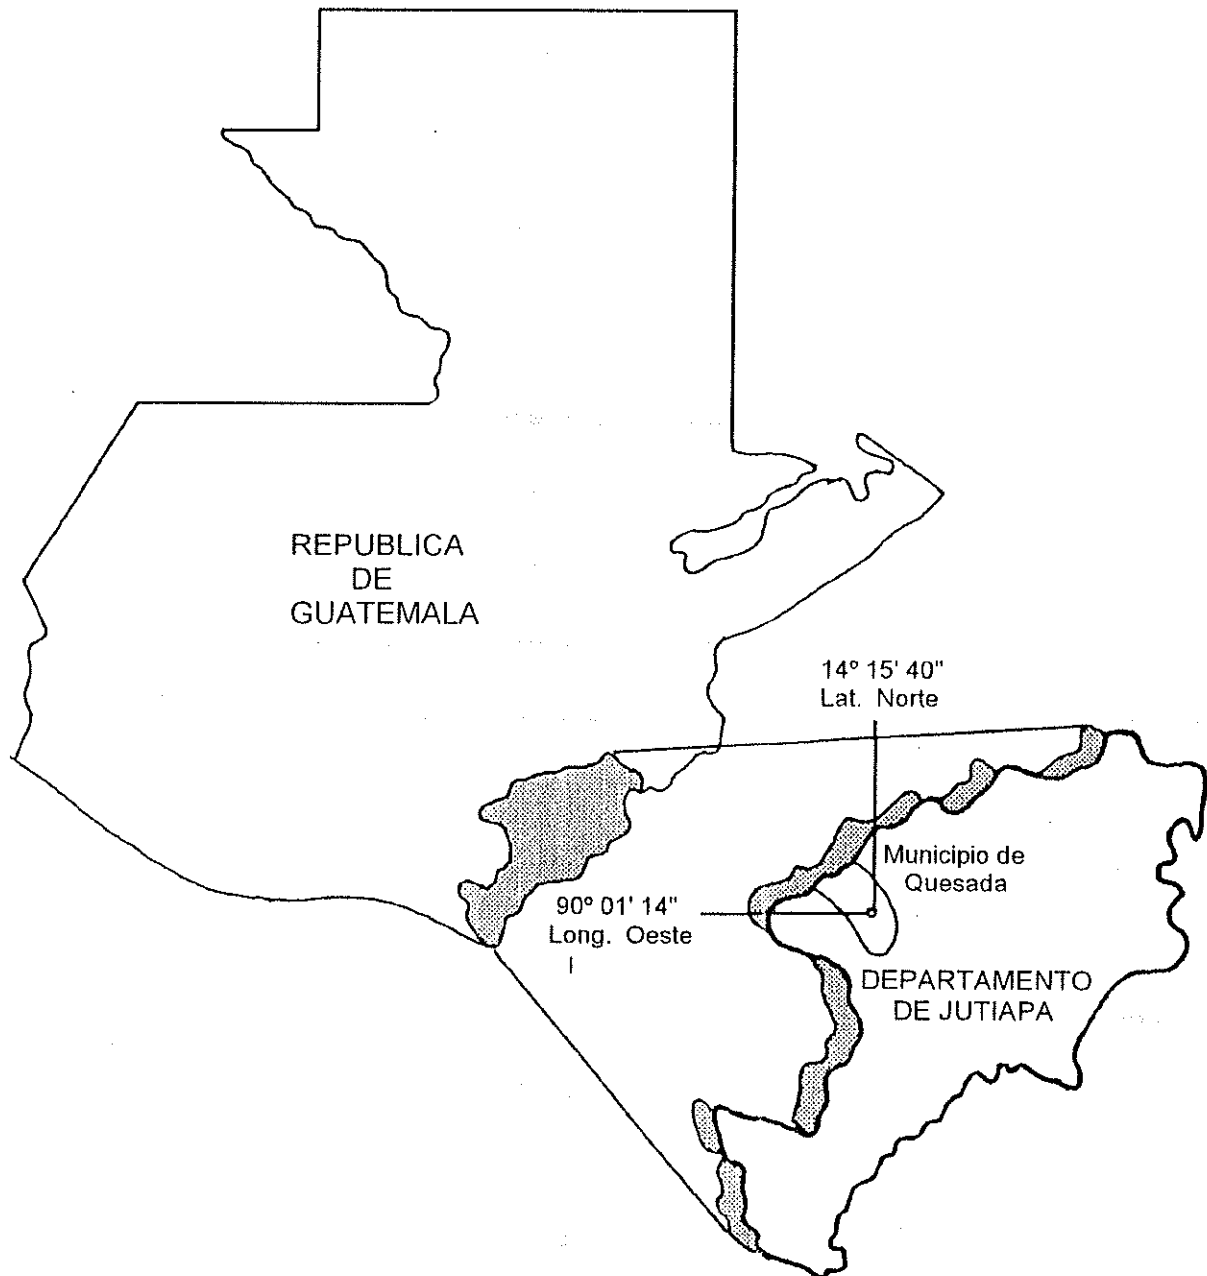 REPUBLICA
DE
GUATEMALA
14º 15' 40"
Lat. Norte
Municipio de
Quesada
90º 01' 14"
Long. Oeste
DEPARTAMENTO
DE JUTIAPA